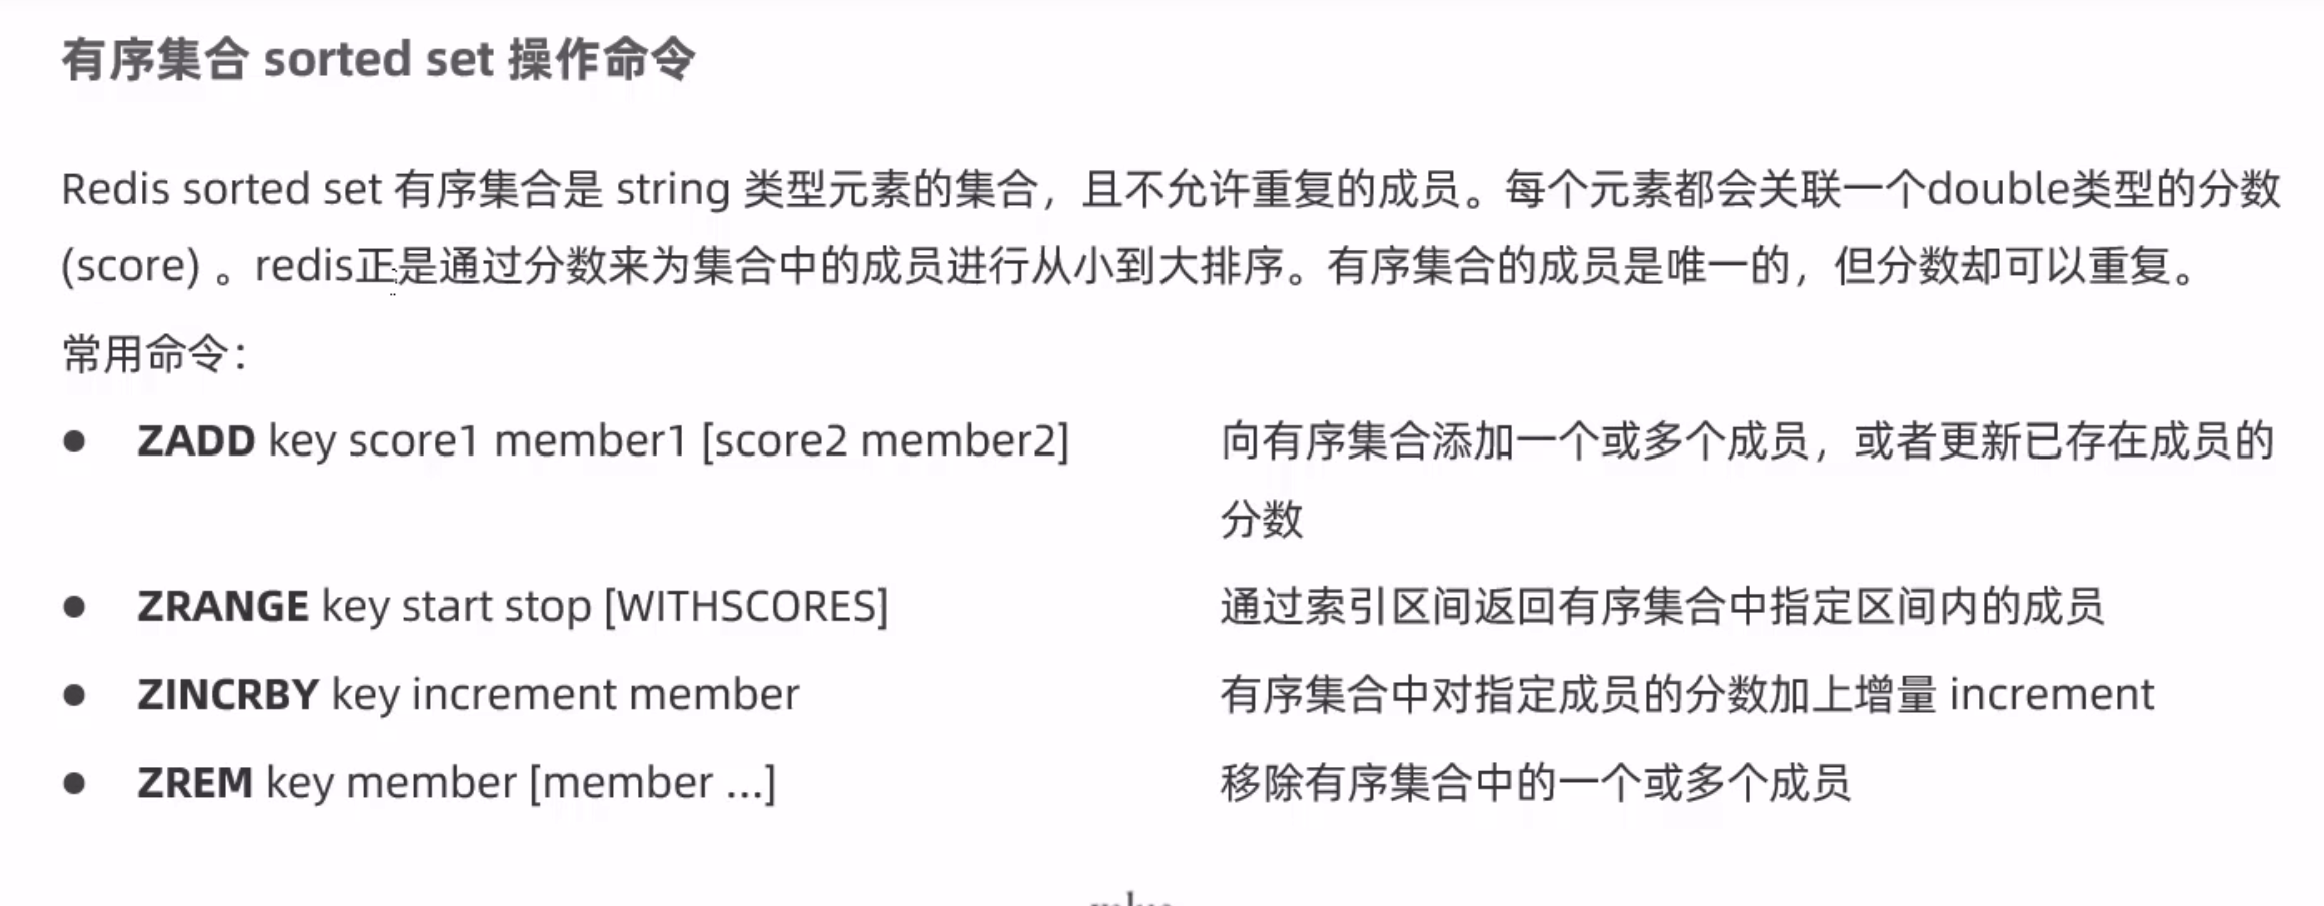 有序集合 sorted set 操作命令
Redis sorted set 有序集合是 string 类型元素的集合，且不允许重复的成员。每个元素都会关联一个double类型的分数
(score) 。redis正是通过分数来为集合中的成员进行从小到大排序。有序集合的成员是唯一的，但分数却可以重复。
常用命令：
● ZADD key score1 member1 [score2 member2] 向有序集合添加一个或多个成员，或者更新已存在成员的
分数
● ZRANGE key start stop [WITHSCORES] 通过索引区间返回有序集合中指定区间内的成员
● ZINCRBY key increment member 有序集合中对指定成员的分数加上增量 increment
● ZREM key member [member ...] 移除有序集合中的一个或多个成员